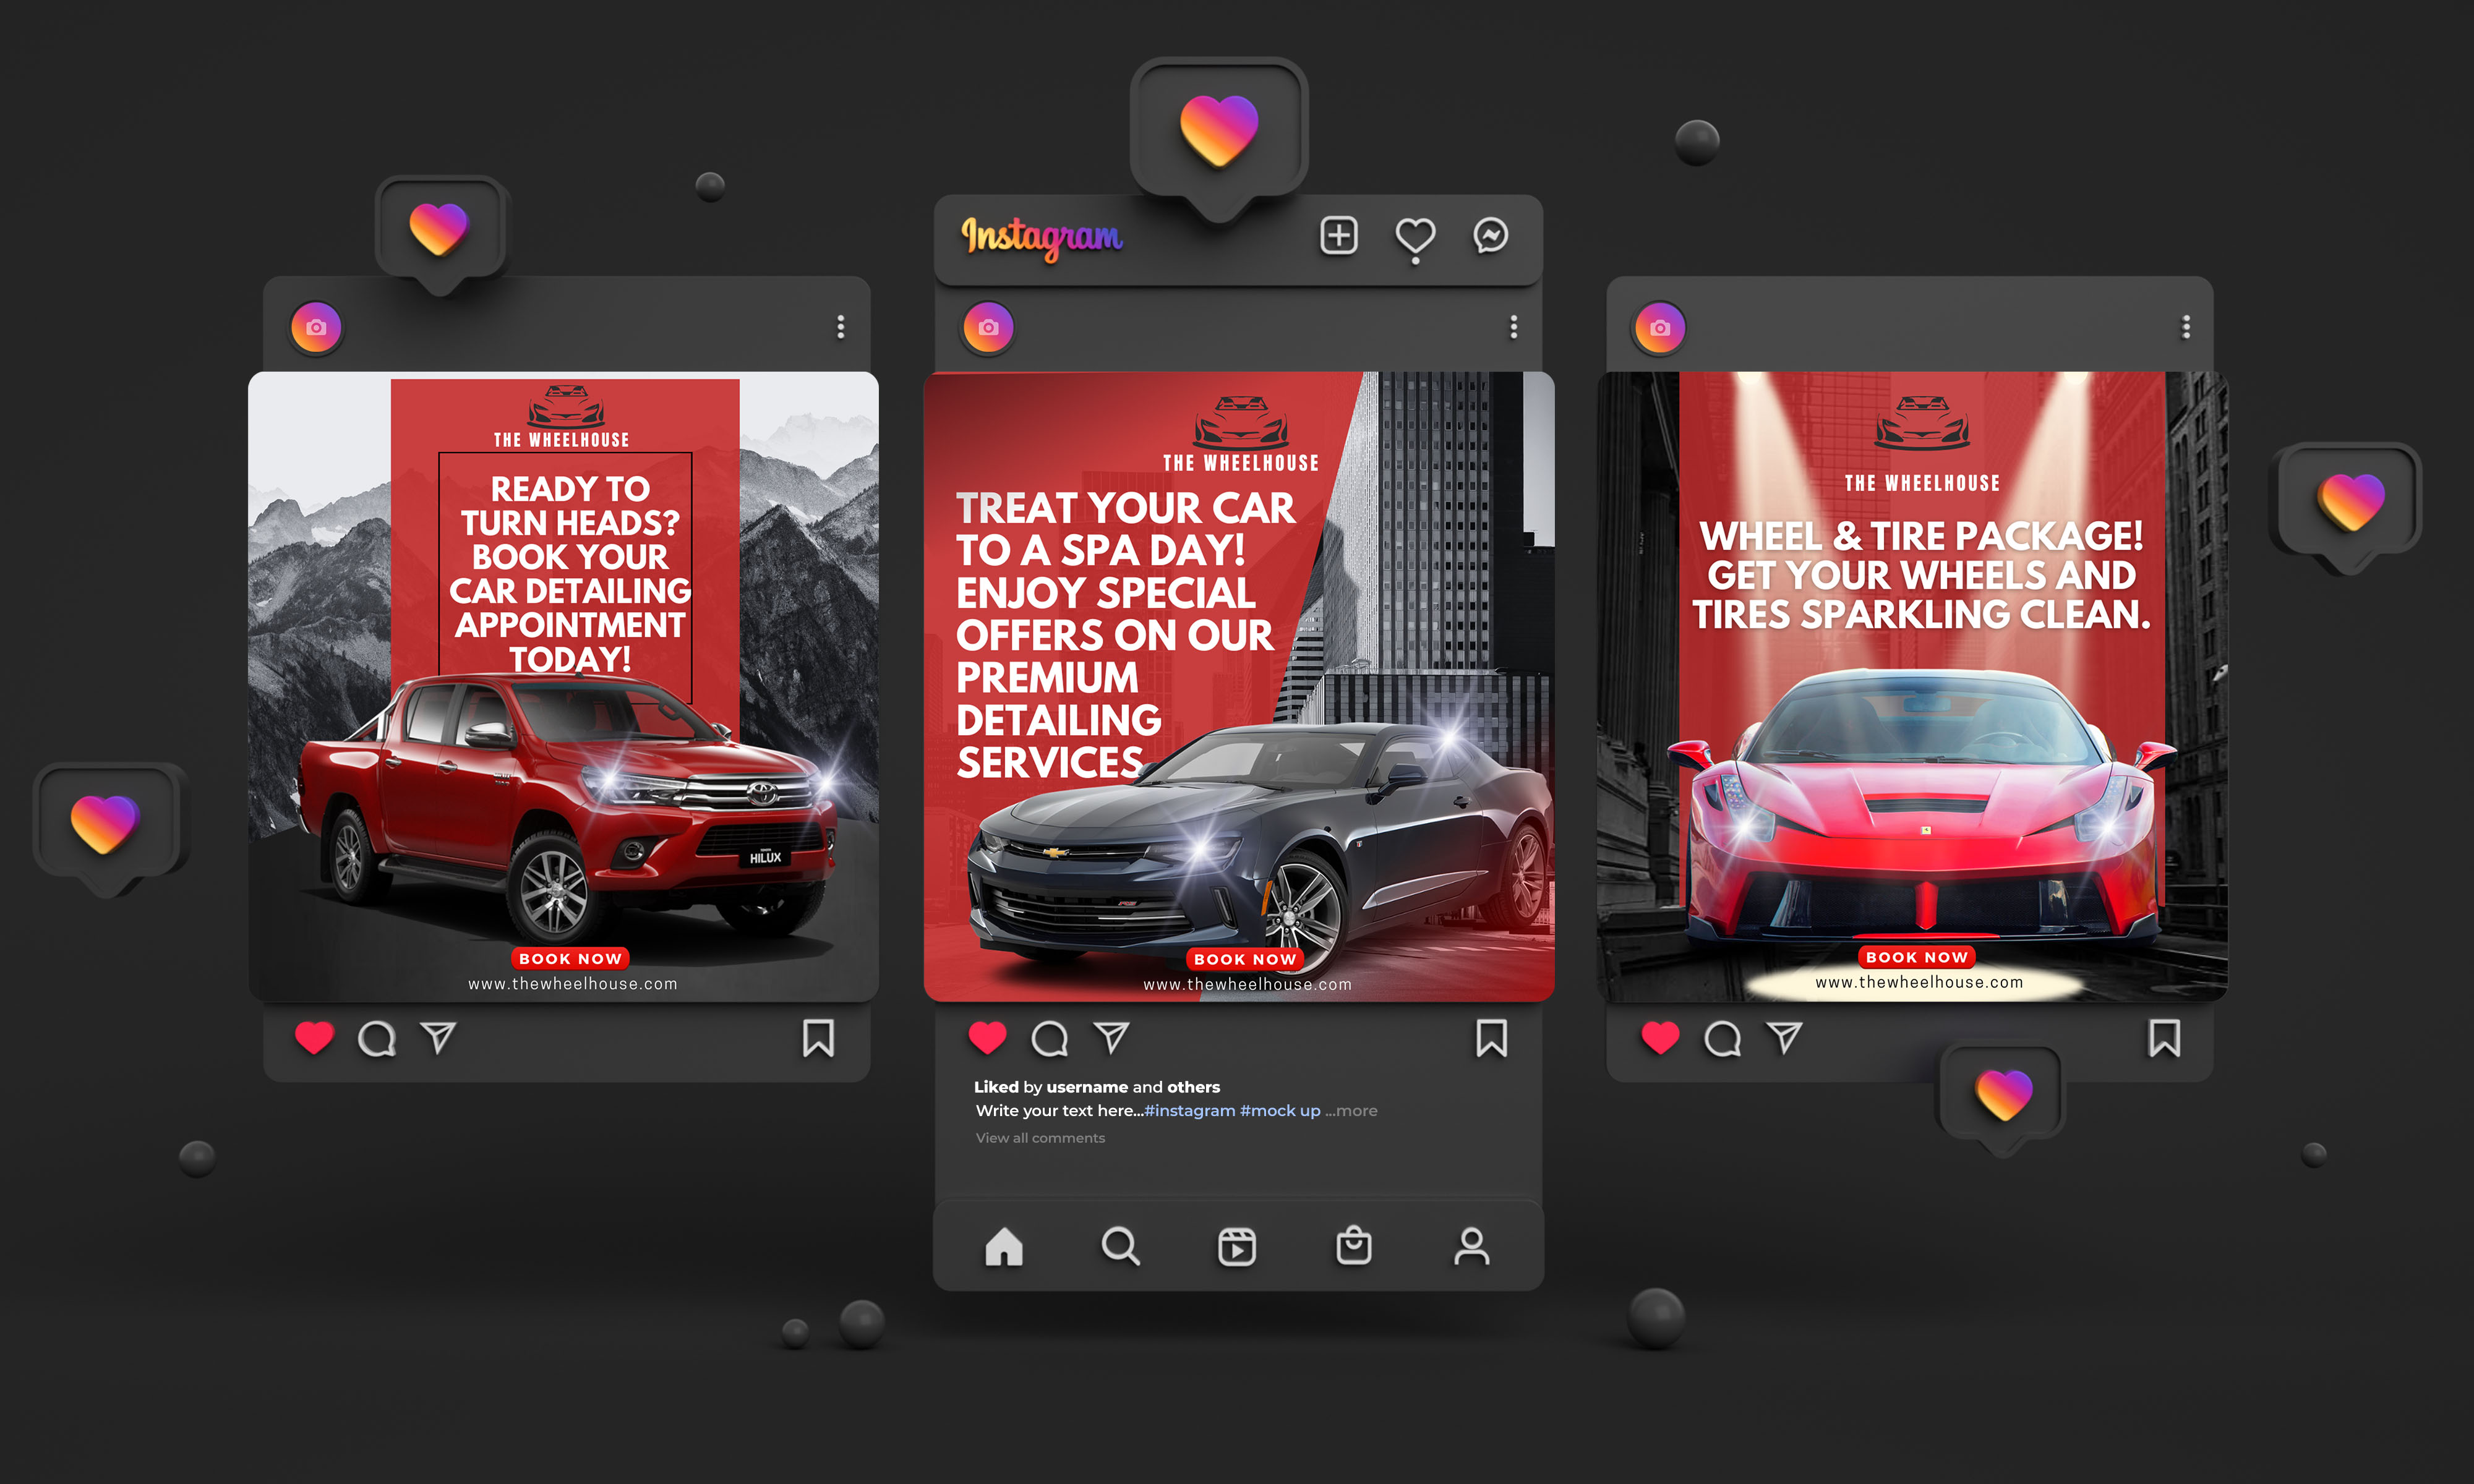 Instagram
THE WHEELHOUSE
READY TO
TURN HEADS?
BOOK YOUR
CAR DETAILING
APPOINTMENT
TODAY!
TOYOTA
HILUX
BOOK NOW
www.thewheelhouse.com
THE WHEELHOUSE
TREAT YOUR CAR
TO A SPA DAY!
ENJOY SPECIAL
OFFERS ON OUR
PREMIUM
DETAILING
SERVICES
RS
BOOK NOW
www.thewheelhouse.com
Liked by username and others
Write your text here...#instagram #mock up ...more
View all comments
THE WHEELHOUSE
WHEEL & TIRE PACKAGE!
GET YOUR WHEELS AND
TIRES SPARKLING CLEAN.
BOOK NOW
www.thewheelhouse.com